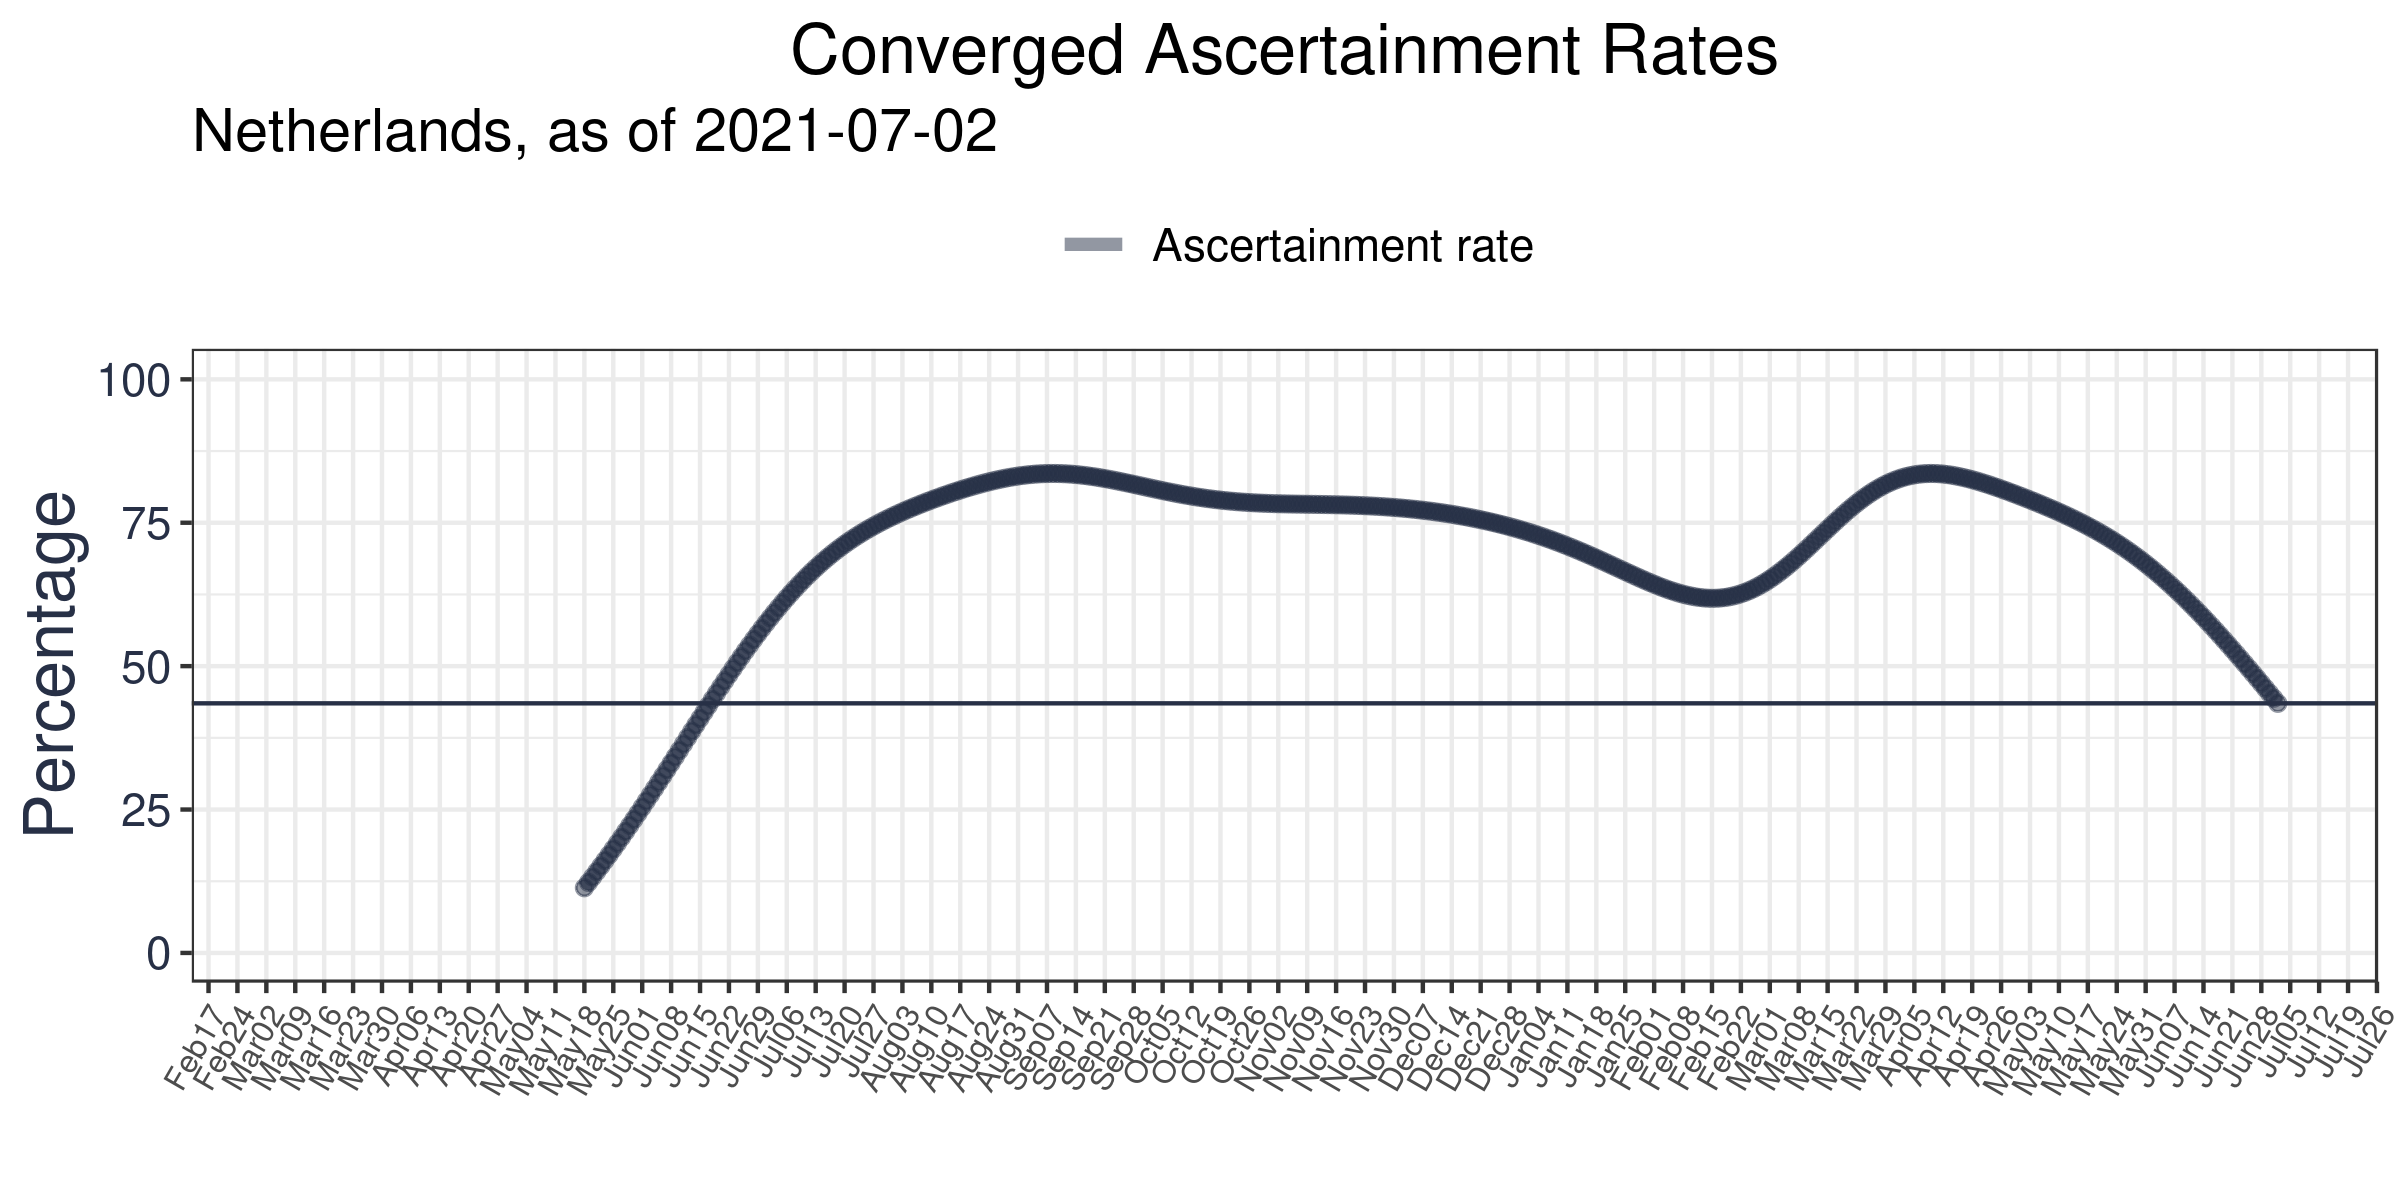 Converged Ascertainment Rates
Netherlands, as of 2021-07-02
Ascertainment rate
Percentage
100
75
50
25
0
Feb17
Feb24
Mar02
Mar09
Mar16
Mar23
Mar30
Apr06
Apr13
Apr20
Apr27
May04
May11
May18
May25
Jun01
Jun08
Jun15
Jun22
Jun29
Jul06
Jul13
Jul20
Jul27
Aug03
Aug10
Aug17
Aug24
Aug31
Sep07
Sep14
Sep21
Sep28
Oct05
Oct12
Oct19
Oct26
Nov02
Nov09
Nov16
Nov23
Nov30
Dec07
Dec14
Dec21
Dec28
Jan04
Jan11
Jan18
Jan25
Feb01
Feb08
Feb15
Feb22
Mar01
Mar08
Mar15
Mar22
Mar29
Apr05
Apr12
Apr19
Apr26
May03
May10
May17
May24
May31
Jun07
Jun14
Jun21
Jun28
Jul05
Jul12
Jul19
Jul26